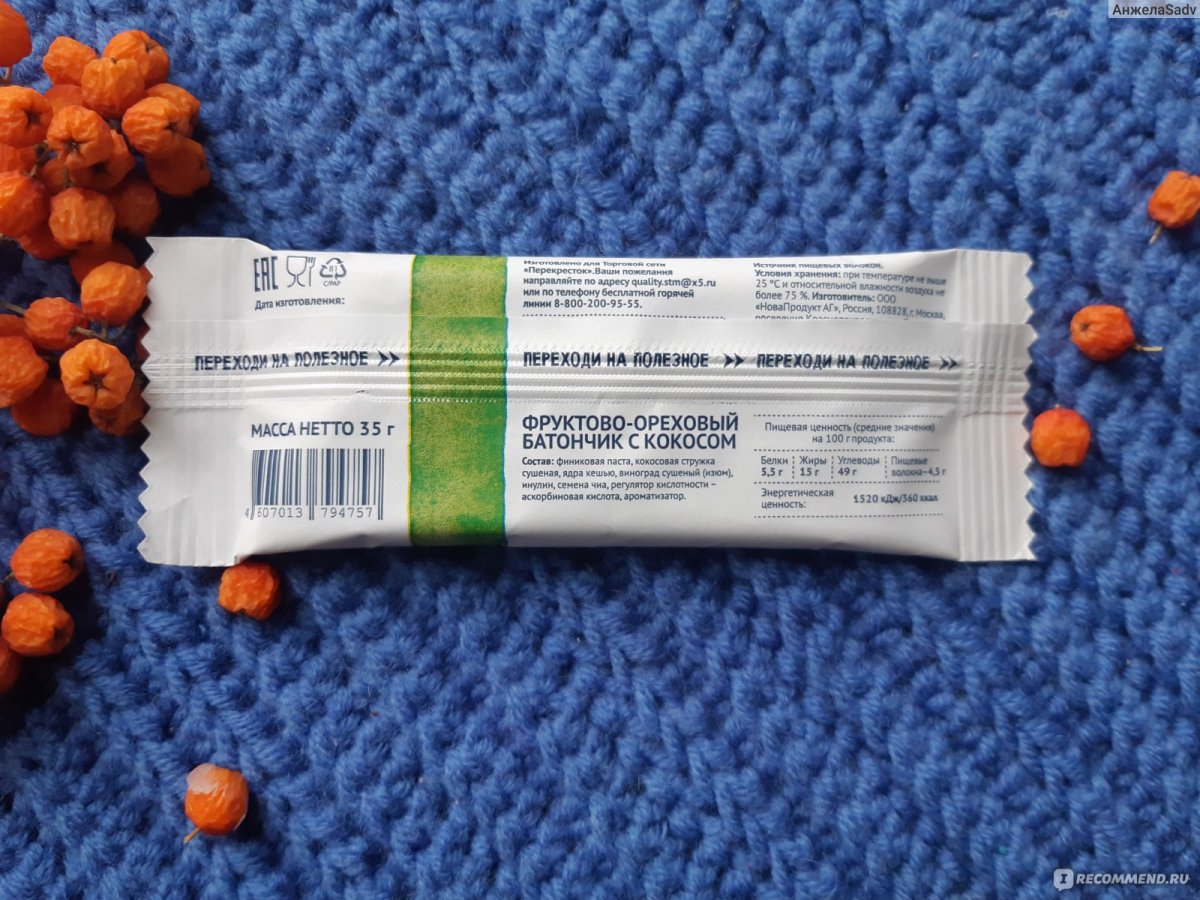 АнжелаSadv
ЕАС
81
C/PAP
Дата изготовления:
Изготовлено для Торговой сети
«Перекресток».Ваши пожелания
направляйте по адресу quality.stm@x5.ru
или по телефону бесплатной горячей
линии 8-800-200-95-55.
Источник пищевых волокон.
Условия хранения: при температуре не выше
25 °С и относительной влажности воздуха не
более 75 %. Изготовитель: ООО
«НоваПродукт АГ», Россия, 108828, г. Москва,
поселение
ПЕРЕХОДИ НА ПОЛЕЗНОЕ >>
ПЕРЕХОДИ НА ПОЛЕЗНОЕ >>
ПЕРЕХОДИ НА ПОЛЕЗНОЕ >>
МАССА НЕТТО 35 г
4 607013 794757
ФРУКТОВО-ОРЕХОВЫЙ
БАТОНЧИК С КОКОСОМ
Состав: финиковая паста, кокосовая стружка
сушеная, ядра кешью, виноград сушеный (изюм),
инулин, семена чиа, регулятор кислотности –
аскорбиновая кислота, ароматизатор.
Пищевая ценность (средние значения)
на 100 г продукта:
Белки Жиры Углеводы Пищевые
5,5 г 15 г 49 г волокна–4,5 г
Энергетическая
ценность: 1520 кДж/360 ккал
IRECOMMEND.RU